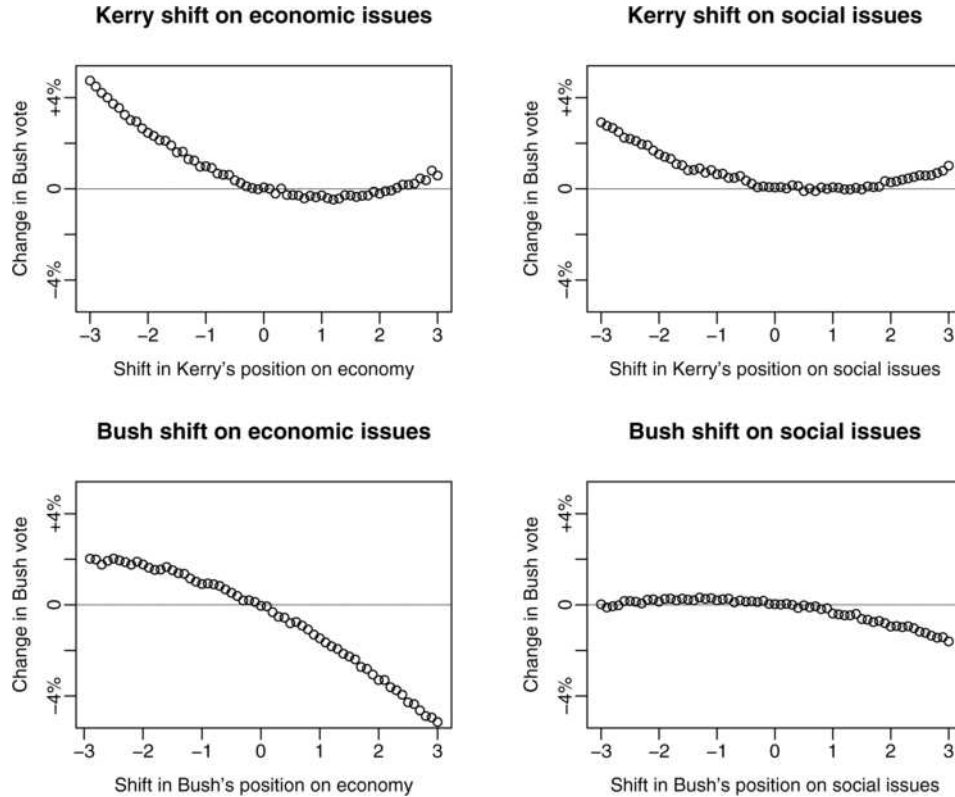 Kerry shift on economic issues
Change in Bush vote
+4%
0
−4%
−3 −2 −1 0 1 2 3
Shift in Kerry's position on economy
Kerry shift on social issues
Change in Bush vote
+4%
0
−4%
−3 −2 −1 0 1 2 3
Shift in Kerry's position on social issues
Bush shift on economic issues
Change in Bush vote
+4%
0
−4%
−3 −2 −1 0 1 2 3
Shift in Bush's position on economy
Bush shift on social issues
Change in Bush vote
+4%
0
−4%
−3 −2 −1 0 1 2 3
Shift in Bush's position on social issues